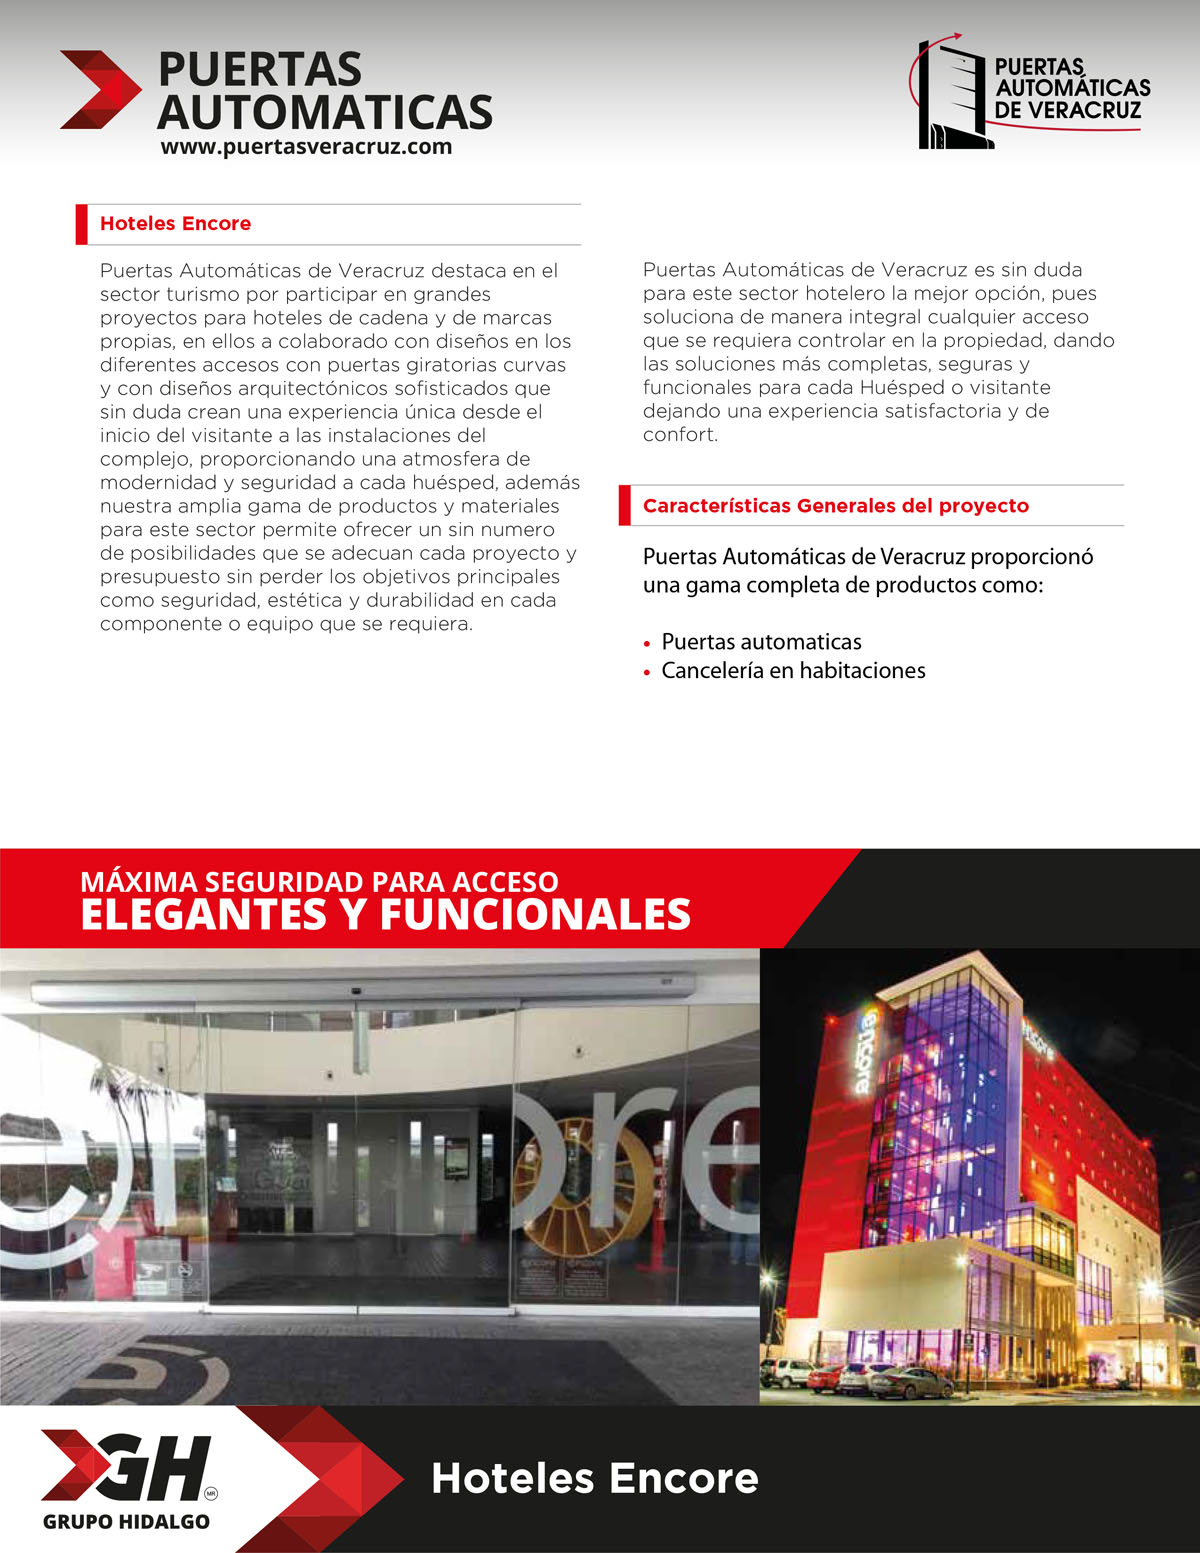 PUERTAS
AUTOMATICAS
www.puertasveracruz.com
PUERTAS
AUTOMÁTICAS
DE VERACRUZ
Hoteles Encore
Puertas Automáticas de Veracruz destaca en el
sector turismo por participar en grandes
proyectos para hoteles de cadena y de marcas
propias, en ellos a colaborado con diseños en los
diferentes accesos con puertas giratorias curvas
y con diseños arquitectónicos sofisticados que
sin duda crean una experiencia única desde el
inicio del visitante a las instalaciones del
complejo, proporcionando una atmosfera de
modernidad y seguridad a cada huésped, además
nuestra amplia gama de productos y materiales
para este sector permite ofrecer un sin numero
de posibilidades que se adecuan cada proyecto y
presupuesto sin perder los objetivos principales
como seguridad, estética y durabilidad en cada
componente o equipo que se requiera.
Puertas Automáticas de Veracruz es sin duda
para este sector hotelero la mejor opción, pues
soluciona de manera integral cualquier acceso
que se requiera controlar en la propiedad, dando
las soluciones más completas, seguras y
funcionales para cada Huésped o visitante
dejando una experiencia satisfactoria y de
confort.
Características Generales del proyecto
Puertas Automáticas de Veracruz proporcionó
una gama completa de productos como:
• Puertas automaticas
• Cancelería en habitaciones
MÁXIMA SEGURIDAD PARA ACCESO
ELEGANTES Y FUNCIONALES
encore
encore
encore
encore
encore
GH
MR
GRUPO HIDALGO
Hoteles Encore